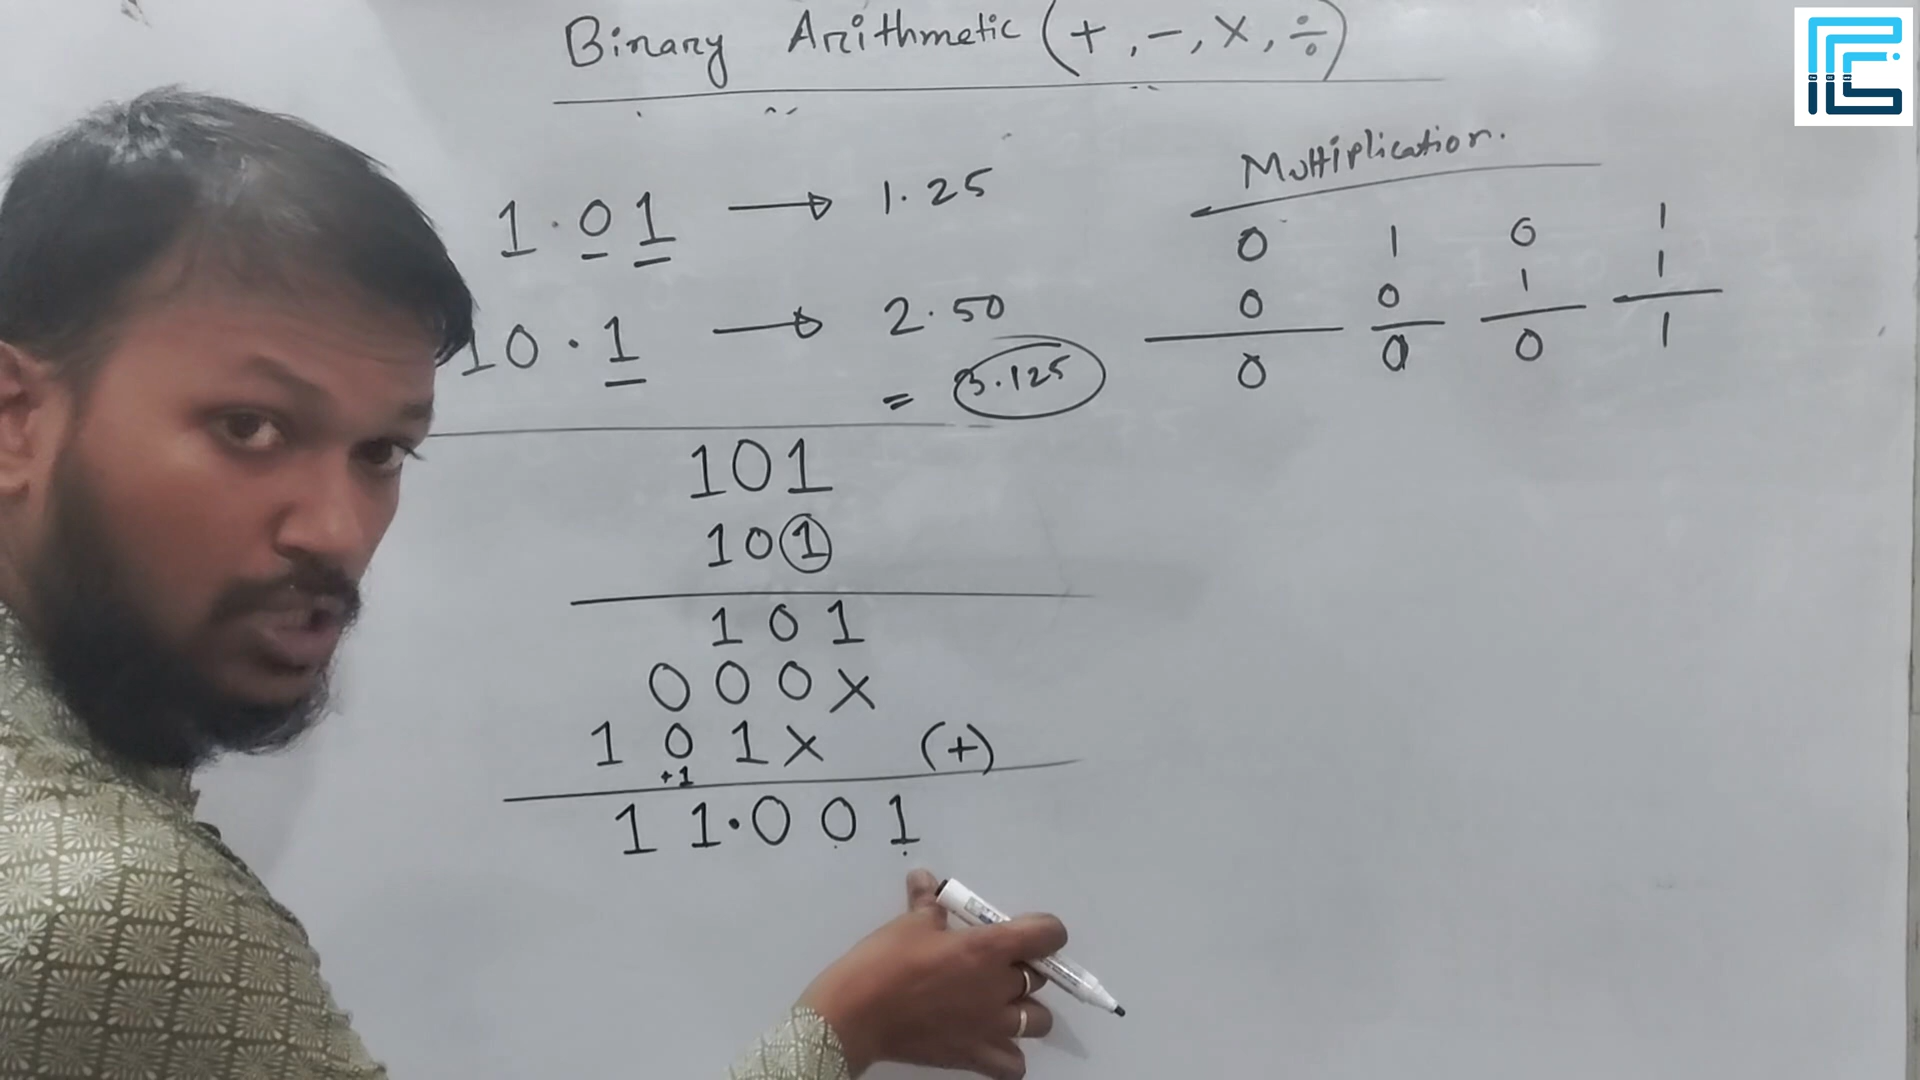 Binary Arithmetic (+, -, ×, ÷)
1.01 → 1.25
10.1 → 2.50
= 3.125
101
101
101
000×
101× (+)
+1
11.001
Multiplication.
0 1 0 1
0 0 1 1
0 0 0 1